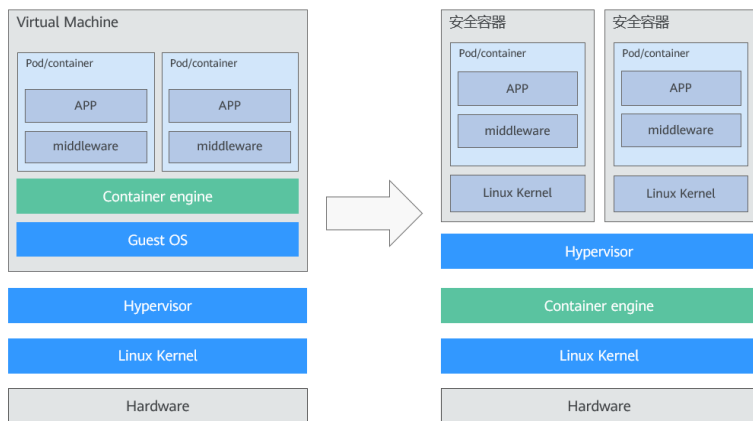 Virtual Machine
Pod/container
APP
middleware
Pod/container
APP
middleware
Container engine
Guest OS
Hypervisor
Linux Kernel
Hardware
安全容器
Pod/container
APP
middleware
Linux Kernel
安全容器
Pod/container
APP
middleware
Linux Kernel
Hypervisor
Container engine
Linux Kernel
Hardware